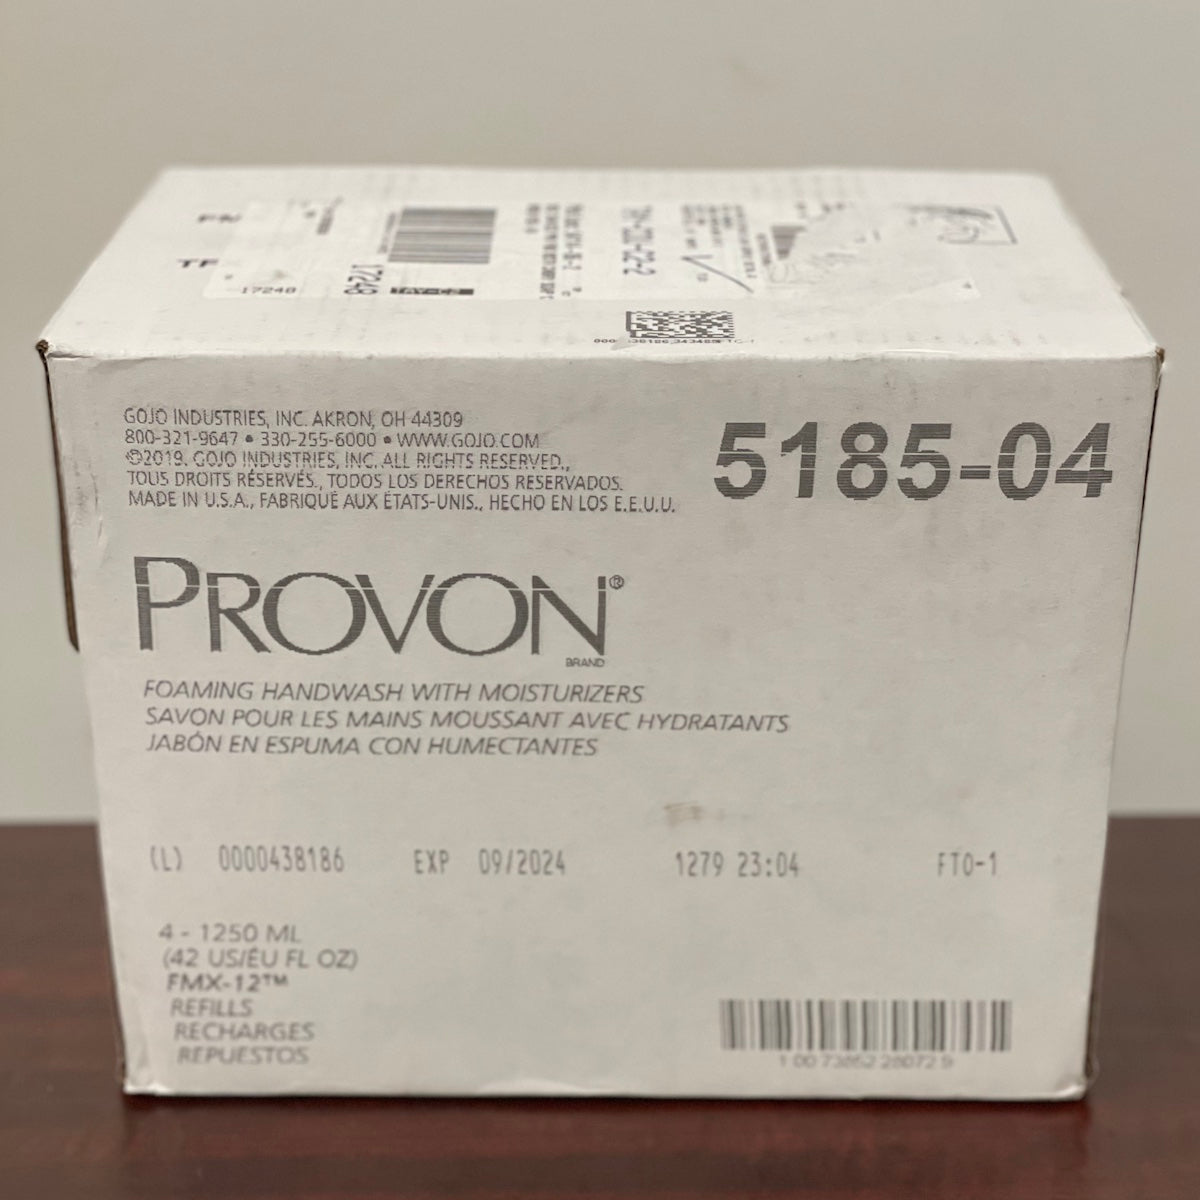 17248
17248
GOJO INDUSTRIES, INC. AKRON, OH 44309
800-321-9647 • 330-255-6000 • WWW.GOJO.COM
©2019. GOJO INDUSTRIES, INC. ALL RIGHTS RESERVED.,
TOUS DROITS RÉSERVÉS., TODOS LOS DERECHOS RESERVADOS.
MADE IN U.S.A., FABRIQUÉ AUX ÉTATS-UNIS., HECHO EN LOS E.E.U.U.
5185-04
PROVON®
BRAND
FOAMING HANDWASH WITH MOISTURIZERS
SAVON POUR LES MAINS MOUSSANT AVEC HYDRATANTS
JABÓN EN ESPUMA CON HUMECTANTES
(L) 0000438186 EXP 09/2024 1279 23:04 FTO-1
4 - 1250 ML
(42 US/ÉU FL OZ)
FMX-12™
REFILLS
RECHARGES
REPUESTOS
1 00 73852 28072 9